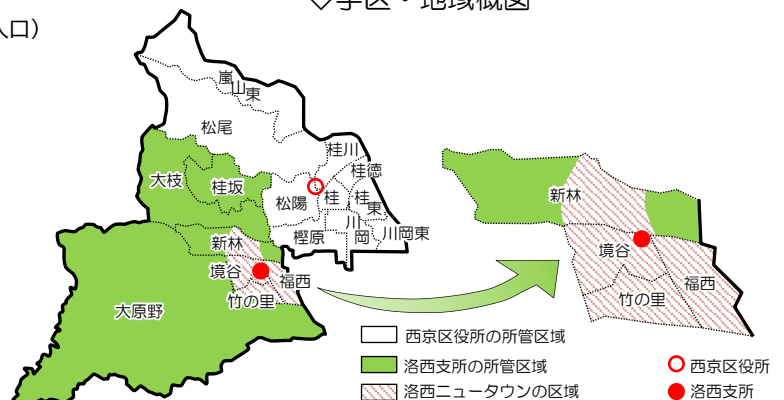 ◇学区・地域概図
人口）
嵐山東
松尾
桂川
桂徳
大枝
桂坂
松陽
桂
桂東
川岡
樫原
川岡東
新林
境谷
福西
竹の里
大原野
新林
境谷
福西
竹の里
西京区役所の所管区域
洛西支所の所管区域
西京区役所
洛西ニュータウンの区域
洛西支所